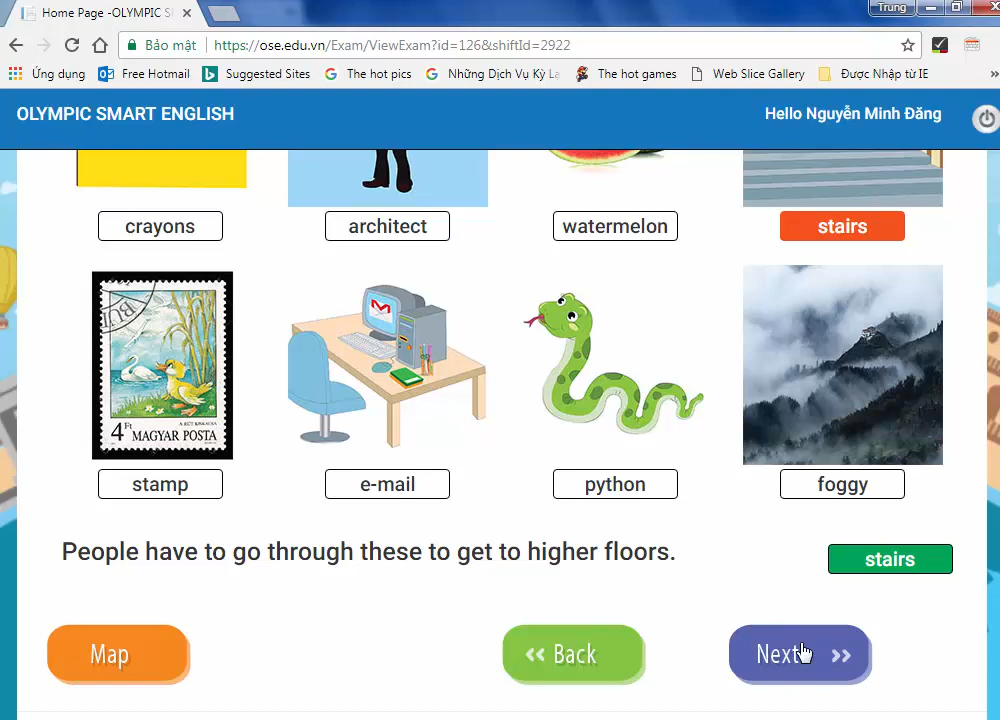 Home Page -OLYMPIC S
Trung
Bảo mật
https://ose.edu.vn/Exam/ViewExam?id=126&shiftId=2922
Ứng dụng
Free Hotmail
Suggested Sites
The hot pics
Những Dịch Vụ Kỳ L
The hot games
Web Slice Gallery
Được Nhập từ IE
OLYMPIC SMART ENGLISH
Hello Nguyễn Minh Đăng
crayons
architect
watermelon
stairs
4Ft
MAGYAR POSTA
stamp
e-mail
python
foggy
People have to go through these to get to higher floors.
stairs
Map
<< Back
Next >>